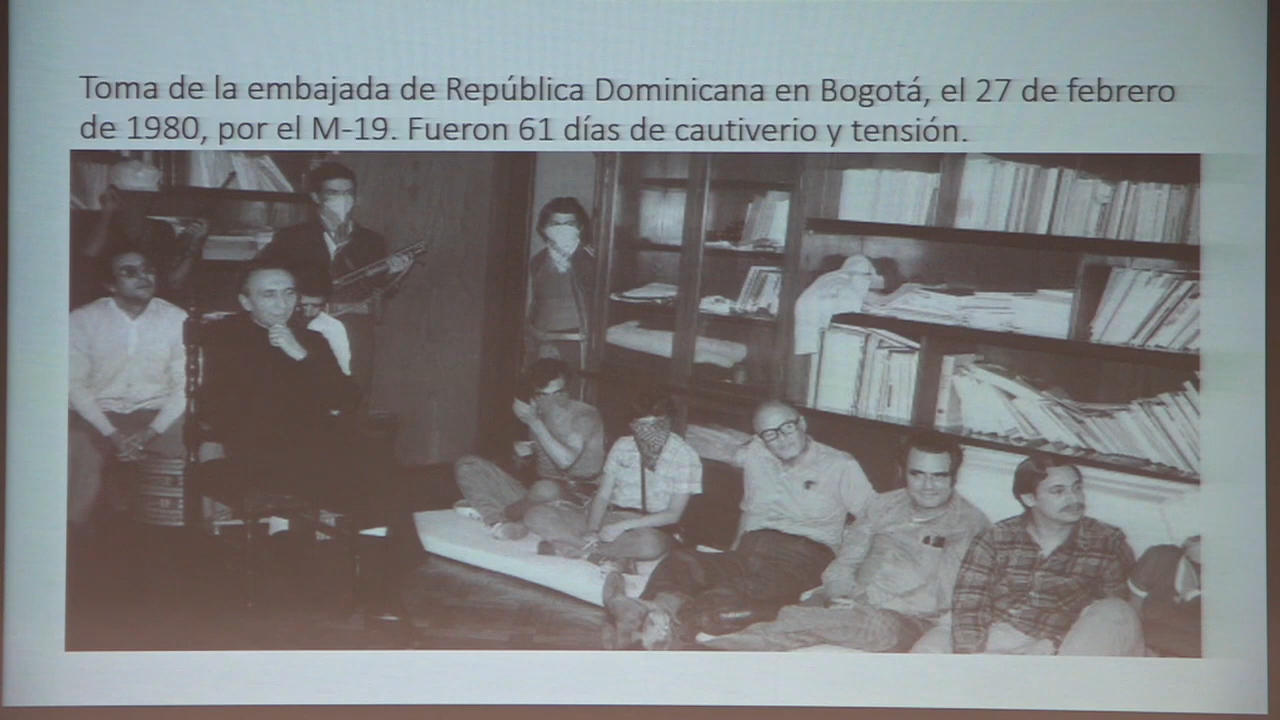 Toma de la embajada de República Dominicana en Bogotá, el 27 de febrero
de 1980, por el M-19. Fueron 61 días de cautiverio y tensión.